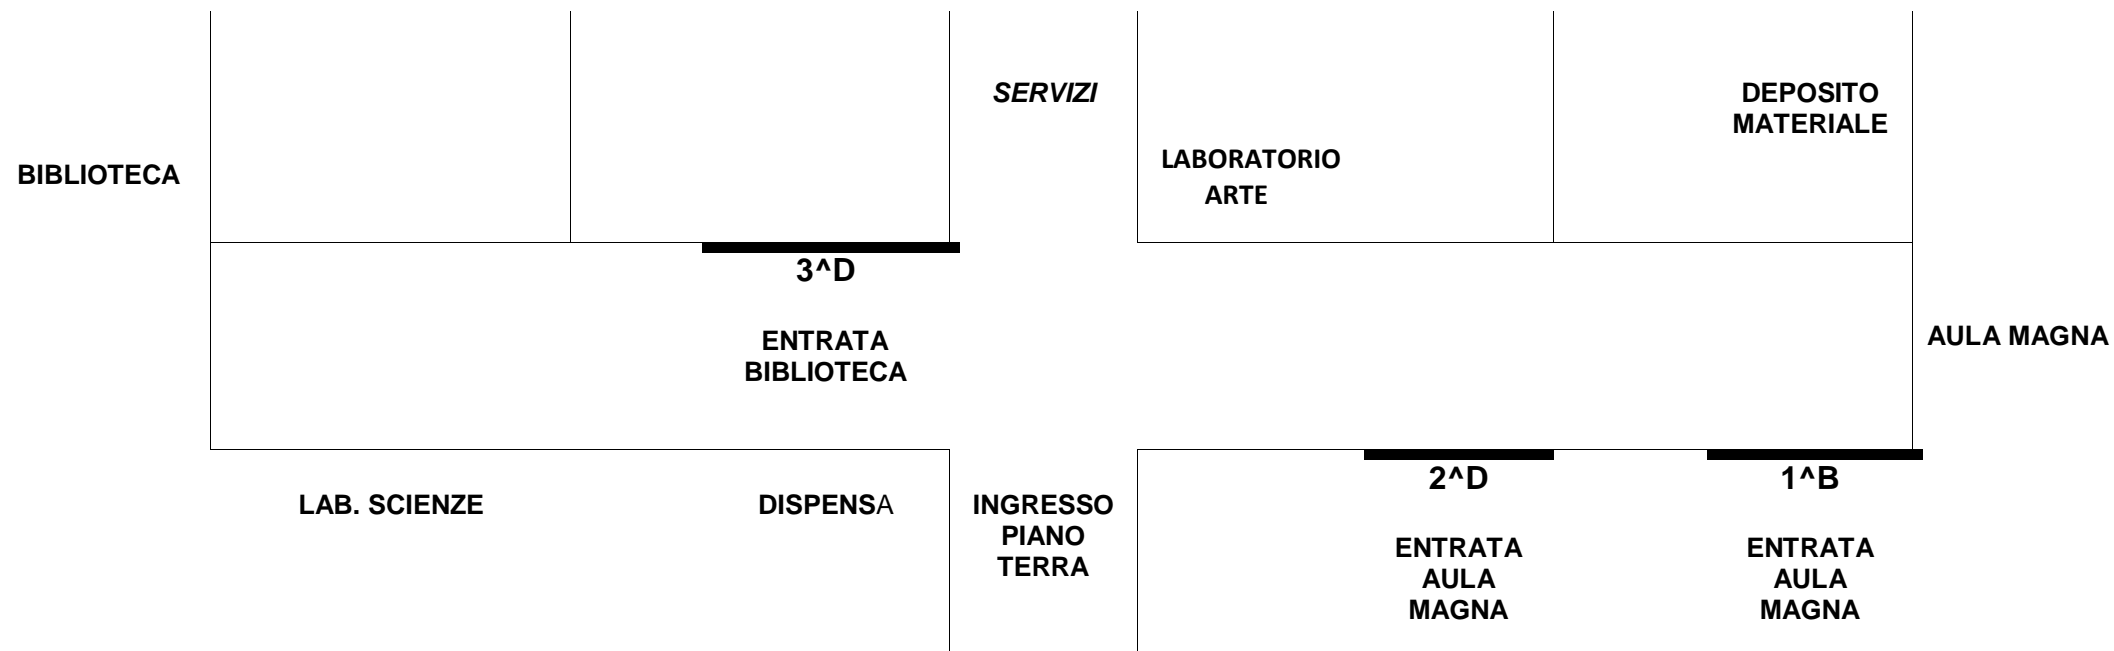 SERVIZI
DEPOSITO
MATERIALE
LABORATORIO
ARTE
BIBLIOTECA
3^D
ENTRATA
BIBLIOTECA
AULA MAGNA
LAB. SCIENZE
DISPENSA
INGRESSO
PIANO
TERRA
2^D
ENTRATA
AULA
MAGNA
1^B
ENTRATA
AULA
MAGNA